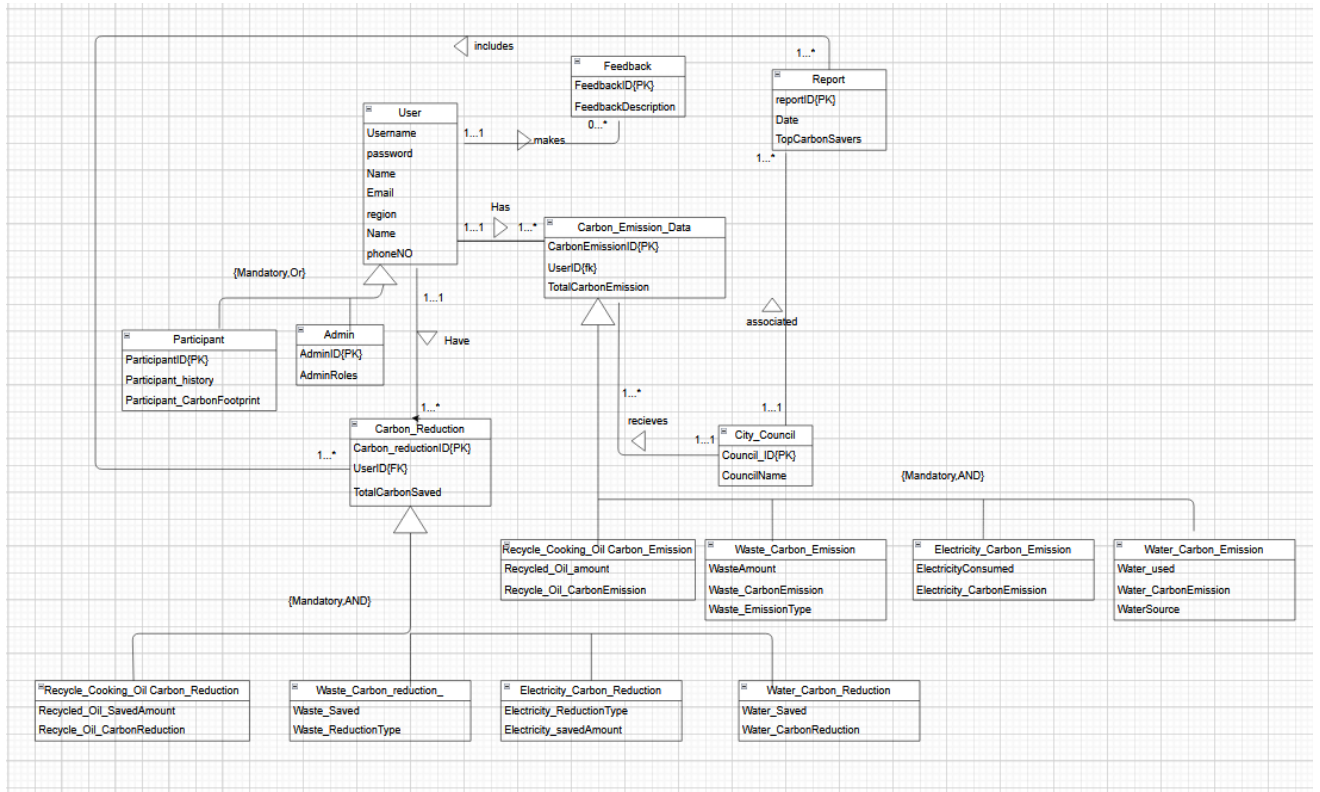 includes
1...*
Feedback
FeedbackID{PK}
FeedbackDescription
0...*
Report
reportID{PK}
Date
TopCarbonSavers
1...*
User
Username
password
Name
Email
region
Name
phoneNO
1...1
makes
Has
1...1
1...*
Carbon_Emission_Data
CarbonEmissionID{PK}
UserID{fk}
TotalCarbonEmission
{Mandatory,Or}
1...1
Have
1...*
Participant
ParticipantID{PK}
Participant_history
Participant_CarbonFootprint
Admin
AdminID{PK}
AdminRoles
associated
1...*
recieves
1...1
1...1
City_Council
Council_ID{PK}
CouncilName
Carbon_Reduction
Carbon_reductionID{PK}
UserID{FK}
TotalCarbonSaved
1...*
{Mandatory,AND}
Recycle_Cooking_Oil Carbon_Emission
Recycled_Oil_amount
Recycle_Oil_CarbonEmission
Waste_Carbon_Emission
WasteAmount
Waste_CarbonEmission
Waste_EmissionType
Electricity_Carbon_Emission
ElectricityConsumed
Electricity_CarbonEmission
Water_Carbon_Emission
Water_used
Water_CarbonEmission
WaterSource
{Mandatory,AND}
Recycle_Cooking_Oil Carbon_Reduction
Recycled_Oil_SavedAmount
Recycle_Oil_CarbonReduction
Waste_Carbon_reduction_
Waste_Saved
Waste_ReductionType
Electricity_Carbon_Reduction
Electricity_ReductionType
Electricity_savedAmount
Water_Carbon_Reduction
Water_Saved
Water_CarbonReduction